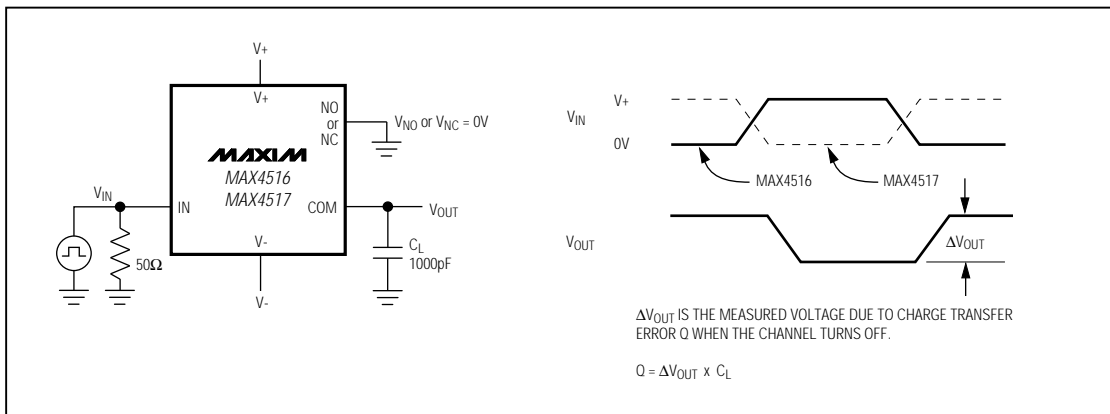 V+
V+
NO
or
NC
VNO or VNC = 0V
MAXIM
MAX4516
MAX4517
VIN
IN
COM
VOUT
50Ω
V-
V-
CL
1000pF
V+
VIN
0V
MAX4516
MAX4517
VOUT
ΔVOUT
ΔVOUT IS THE MEASURED VOLTAGE DUE TO CHARGE TRANSFER
ERROR Q WHEN THE CHANNEL TURNS OFF.
Q = ΔVOUT x CL